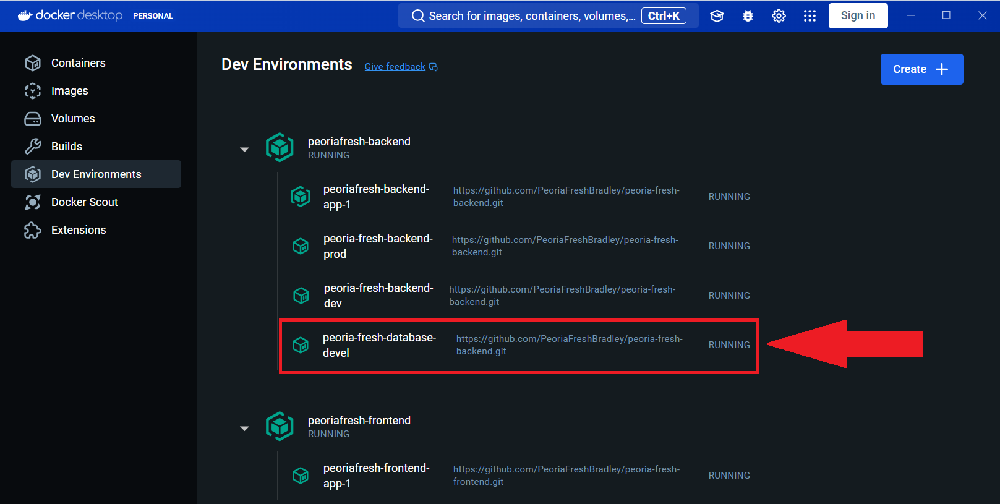 docker desktop PERSONAL
Search for images, containers, volumes,... Ctrl+K
Sign in
Containers
Images
Volumes
Builds
Dev Environments
Docker Scout
Extensions
Dev Environments Give feedback
Create
peoriafresh-backend
RUNNING
peoriafresh-backend-
app-1
https://github.com/PeoriaFreshBradley/peoria-fresh-
backend.git
RUNNING
peoria-fresh-backend-
prod
https://github.com/PeoriaFreshBradley/peoria-fresh-
backend.git
RUNNING
peoria-fresh-backend-
dev
https://github.com/PeoriaFreshBradley/peoria-fresh-
backend.git
RUNNING
peoria-fresh-database-
devel
https://github.com/PeoriaFreshBradley/peoria-fresh-
backend.git
RUNNING
peoriafresh-frontend
RUNNING
peoriafresh-frontend-
app-1
https://github.com/PeoriaFreshBradley/peoria-fresh-
frontend.git
RUNNING